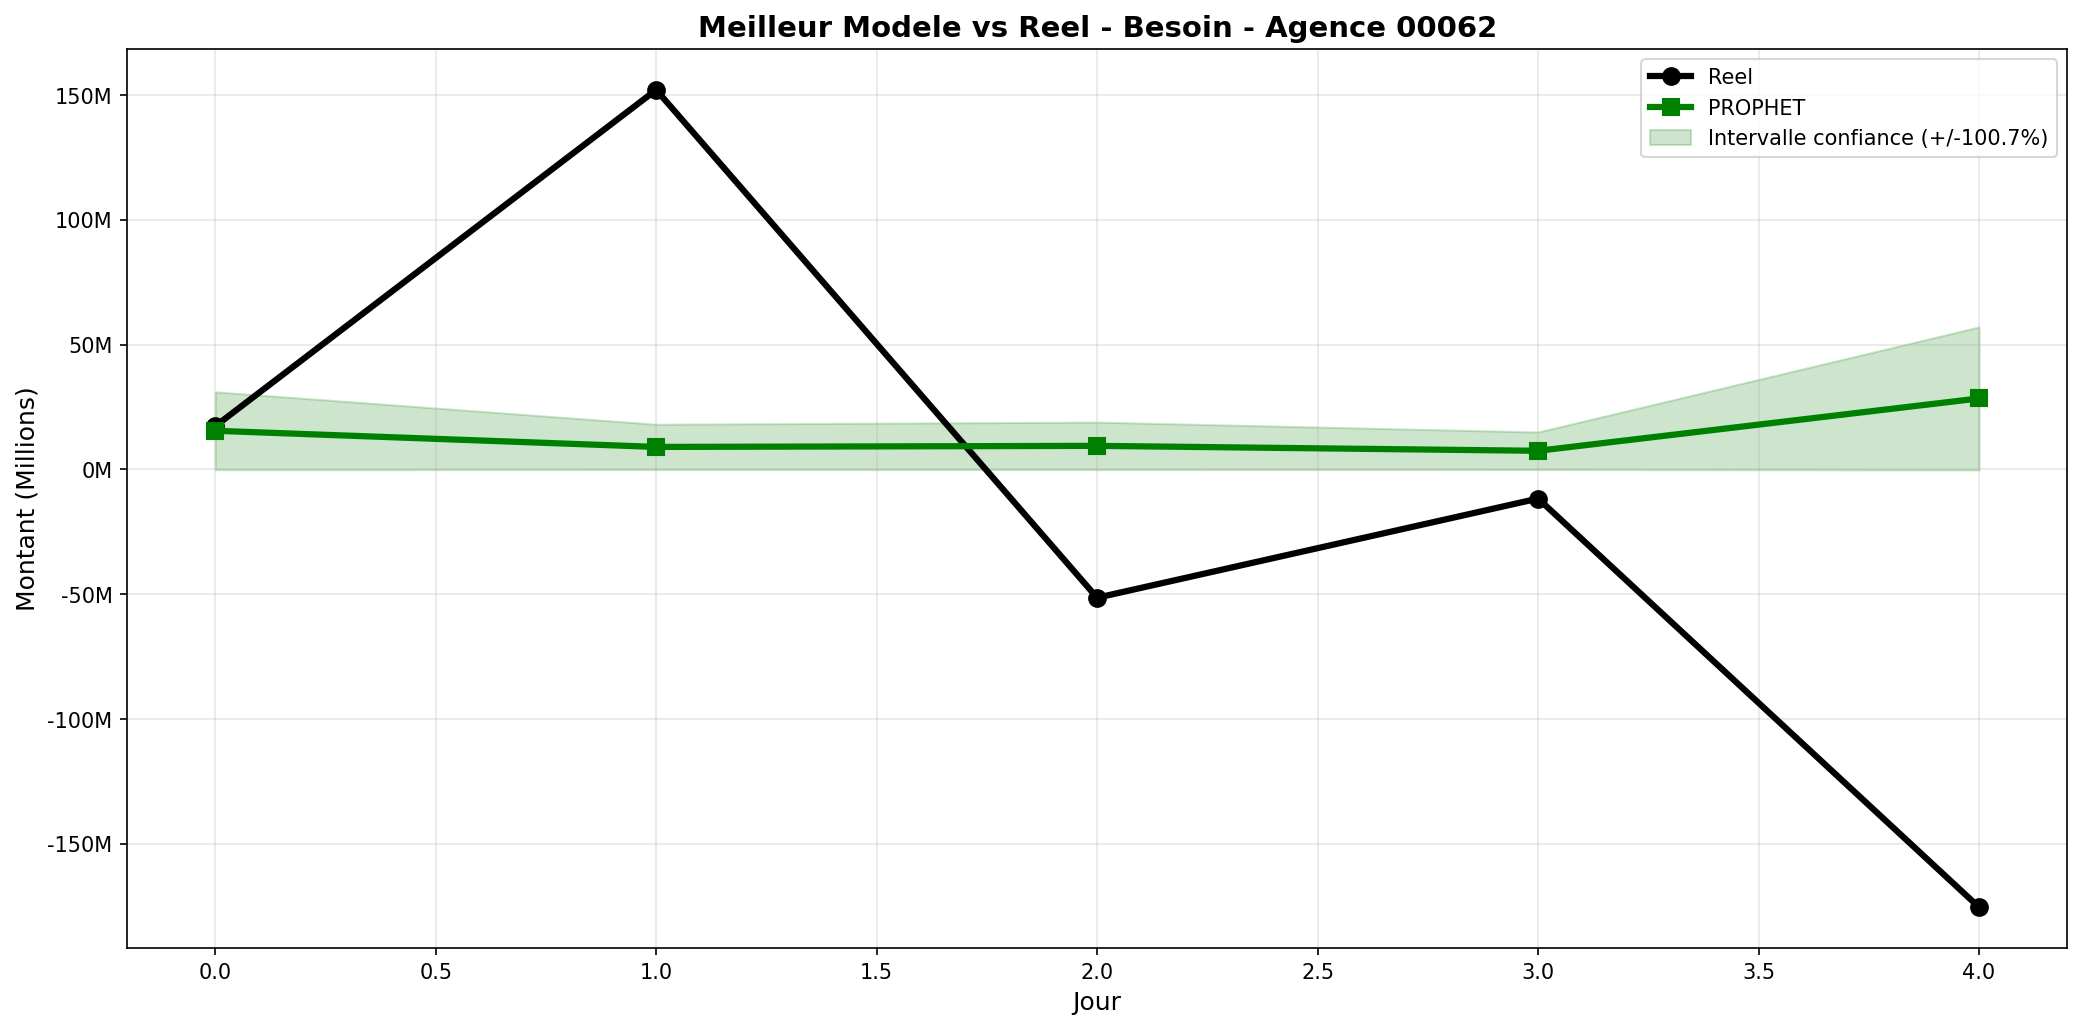 Meilleur Modele vs Reel - Besoin - Agence 00062
Reel
PROPHET
Intervalle confiance (+/-100.7%)
Montant (Millions)
150M
100M
50M
0M
-50M
-100M
-150M
0.0
0.5
1.0
1.5
2.0
2.5
3.0
3.5
4.0
Jour